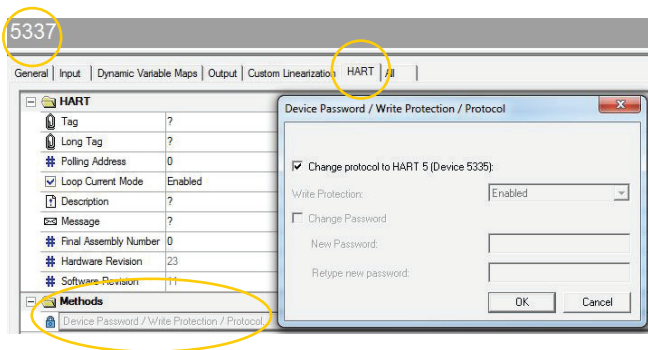 5337
General | Input | Dynamic Variable Maps | Output | Custom Linearization | HART | All
HART
Tag ?
Long Tag ?
Polling Address 0
Loop Current Mode Enabled
Description ?
Message ?
Final Assembly Number 0
Hardware Revision 23
Software Revision 11
Methods
Device Password / Write Protection / Protocol
Device Password / Write Protection / Protocol
Change protocol to HART 5 (Device 5335):
Write Protection: Enabled
Change Password
New Password:
Retype new password:
OK Cancel